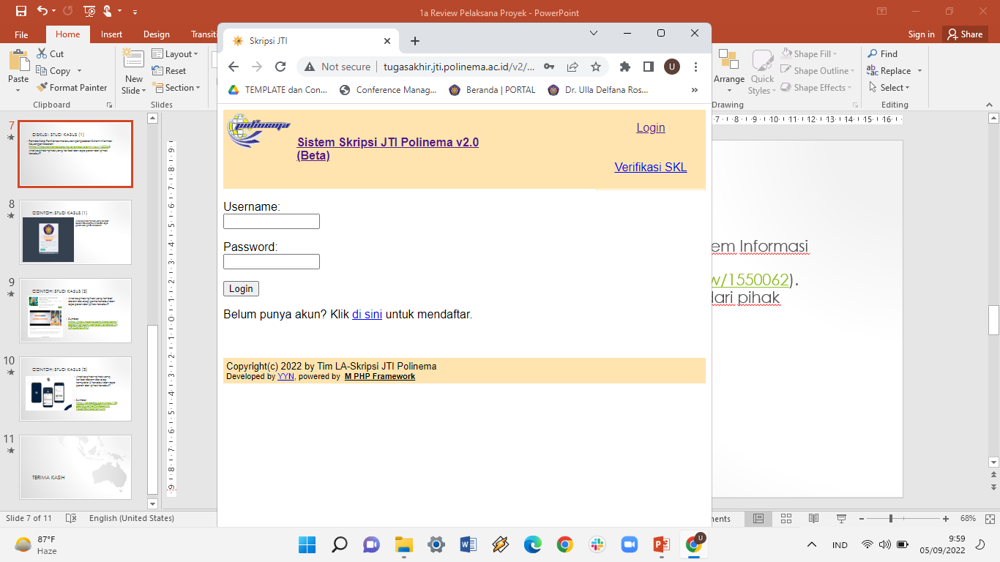 1a Review Pelaksana Proyek - PowerPoint
File Home Insert Design Transiti
Sign in Share
Paste Cut Copy Format Painter
Clipboard
New Slide Layout Reset Section
Slides
Arrange Quick Styles Shape Fill Shape Outline Shape Effects
Drawing
Find Replace Select
Editing
Skripsi JTI
Not secure tugasakhir.jti.polinema.ac.id/v2/...
TEMPLATE dan Con... Conference Manag... Beranda | PORTAL Dr. Ulla Delfana Ros... »
polinema
Sistem Skripsi JTI Polinema v2.0
(Beta)
Login
Verifikasi SKL
Username:
Password:
Login
Belum punya akun? Klik di sini untuk mendaftar.
Copyright(c) 2022 by Tim LA-Skripsi JTI Polinema
Developed by YYN, powered by M PHP Framework
7
DISKUSI: STUDI KASUS (1)
8
CONTOH: STUDI KASUS (1)
9
CONTOH: STUDI KASUS (2)
10
CONTOH: STUDI KASUS (3)
11
TERIMA KASIH
em Informasi
w/1550062).
dari pihak
Slide 7 of 11 English (United States)
ments 68%
87°F
Haze
IND 9:59
05/09/2022